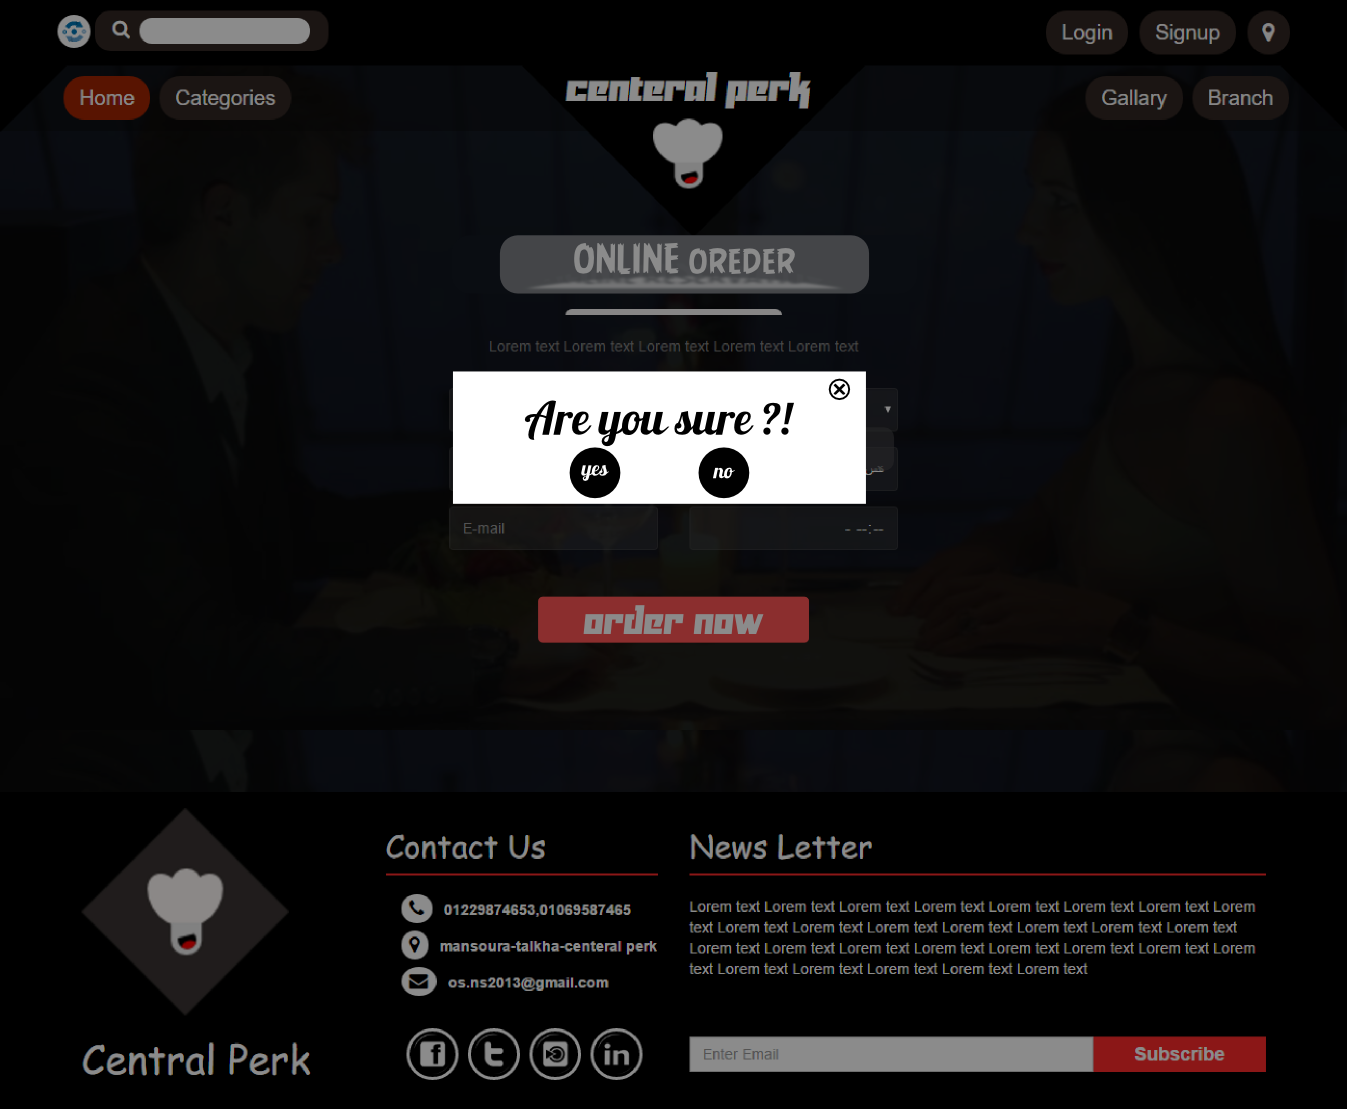 Login
Signup
Home
Categories
centeral perk
Gallary
Branch
ONLINE OREDER
Lorem text Lorem text Lorem text Lorem text Lorem text
Are you sure ?!
yes
no
E-mail
- --:--
order now
Contact Us
01229874653,01069587465
mansoura-talkha-centeral perk
os.ns2013@gmail.com
Central Perk
News Letter
Lorem text Lorem text Lorem text Lorem text Lorem text Lorem text Lorem text Lorem
text Lorem text Lorem text Lorem text Lorem text Lorem text Lorem text Lorem text
Lorem text Lorem text Lorem text Lorem text Lorem text Lorem text Lorem text Lorem
text Lorem text Lorem text Lorem text Lorem text Lorem text
Enter Email
Subscribe